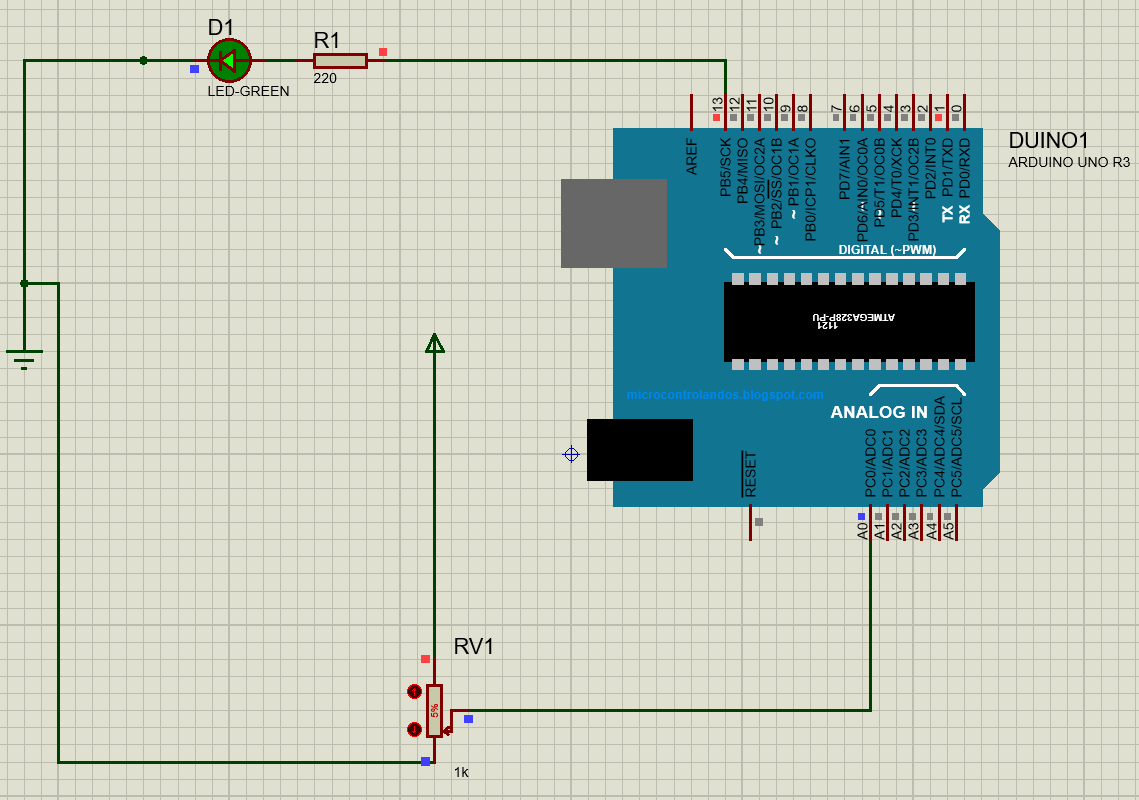 D1
LED-GREEN
R1
220
DUINO1
ARDUINO UNO R3
13
12
11
10
9
8
7
6
5
4
3
2
1
0
AREF
PB5/SCK
PB4/MISO
PB3/MOSI/OC2A
~
PB2/SS/OC1B
~
PB1/OC1A
~
PB0/ICP1/CLKO
PD7/AIN1
PD6/AIN0/OC0A
PD5/T1/OC0B
PD4/T0/XCK
PD3/INT1/OC2B
PD2/INT0
PD1/TXD
PD0/RXD
TX
RX
DIGITAL (~PWM)
ATMEGA328P-PU
1121
microcontrolandos.blogspot.com
ANALOG IN
RESET
PC0/ADC0
PC1/ADC1
PC2/ADC2
PC3/ADC3
PC4/ADC4/SDA
PC5/ADC5/SCL
A0
A1
A2
A3
A4
A5
RV1
5%
1k